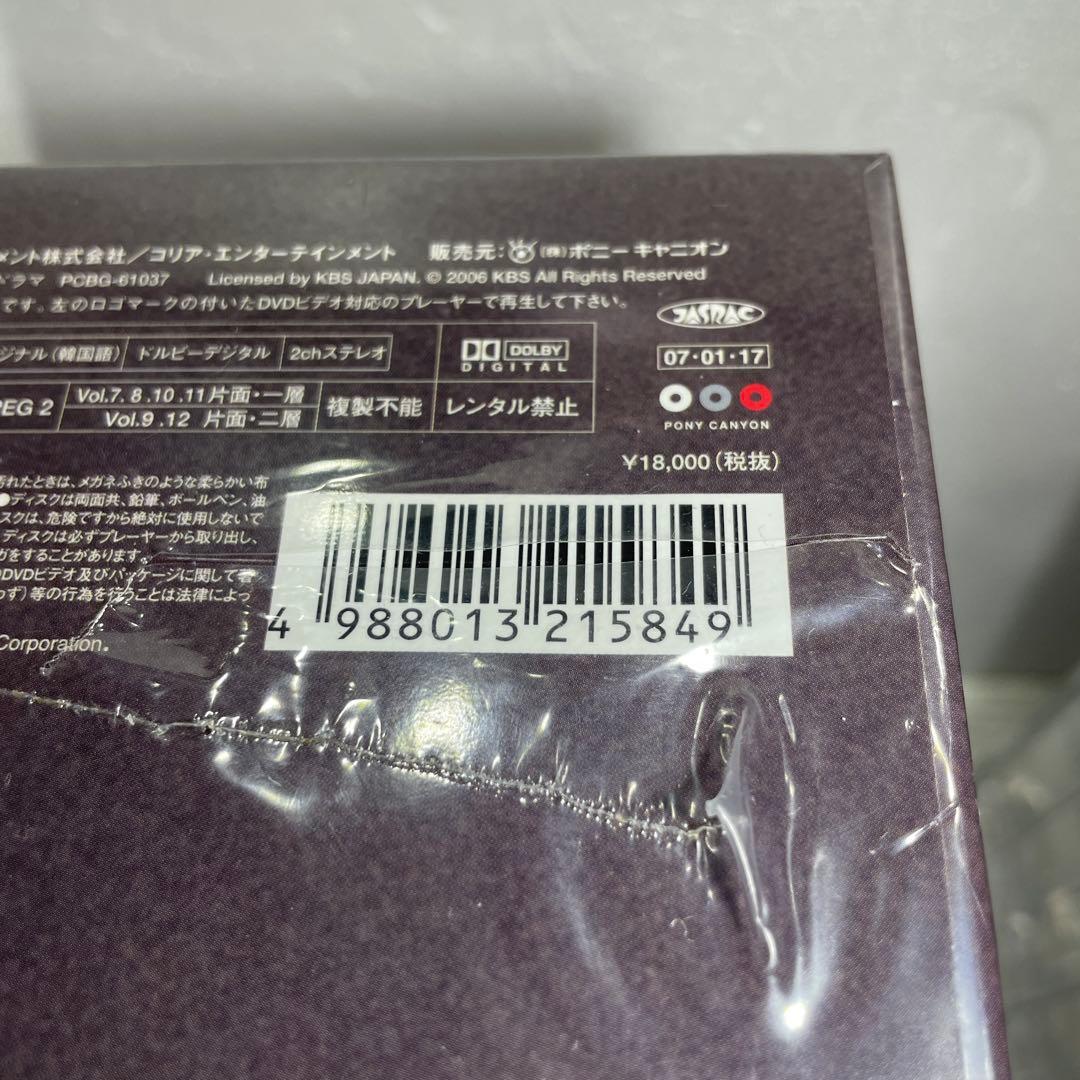 メント株式会社/コリア・エンターテインメント 販売元: (株)ポニーキャニオン
ドラマ PCBG-61037 Licensed by KBS JAPAN. © 2006 KBS All Rights Reserved
です。左のロゴマークの付いたDVDビデオ対応のプレーヤーで再生して下さい。
JASRAC
ジナル(韓国語) ドルビーデジタル 2chステレオ DOLBY
DIGITAL
07・01・17
PEG 2 Vol.7. 8 .10 .11 片面・一層 複製不能 レンタル禁止
Vol.9 .12 片面・二層
PONY CANYON
¥18,000(税抜)
汚れたときは、メガネふきのような柔らかい布
●ディスクは両面共、鉛筆、ボールペン、油
スクは、危険ですから絶対に使用しないで
ディスクは必ずプレーヤーから取り出し、
がをすることがあります。
DVDビデオ及びパッケージに関して著
わず)等の行為を行うことは法律によっ
4 988013 215849
Corporation.